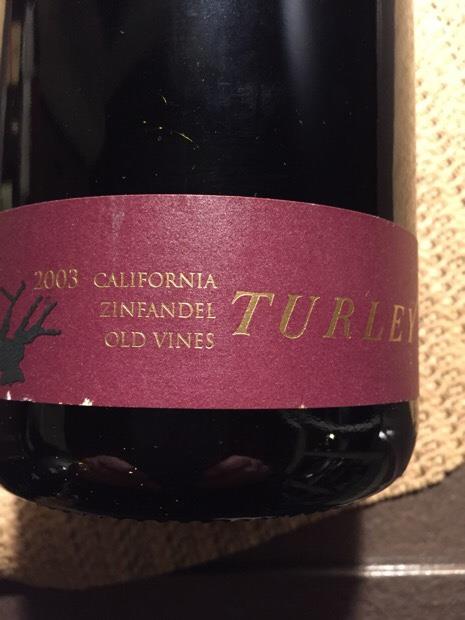 2003 CALIFORNIA
ZINFANDEL
OLD VINES
TURLEY